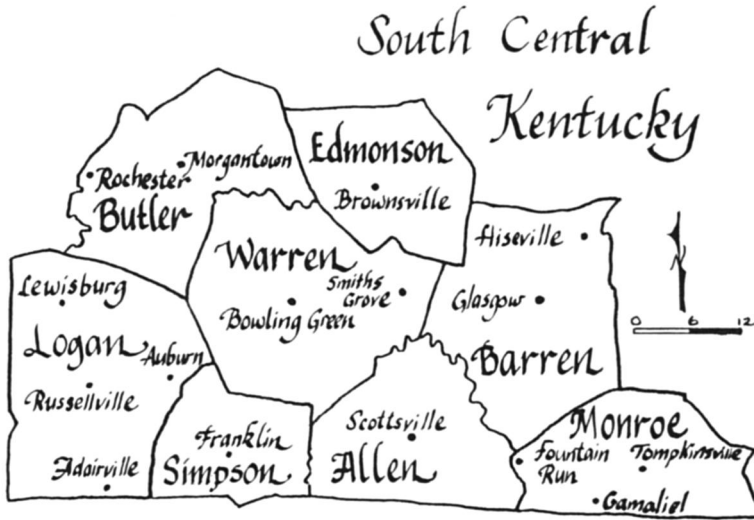 South Central
Kentucky
Edmonson
Morgantown
Rochester
Brownsville
Butler
Hiseville
Warren
Smiths
Grove
Lewisburg
Glasgow
Bowling Green
0 6 12
Logan
Auburn
Barren
Russellville
Scottsville
Monroe
Franklin
Fountain
Run
Tompkinsville
Adairville
Simpson
Allen
Gamaliel
N